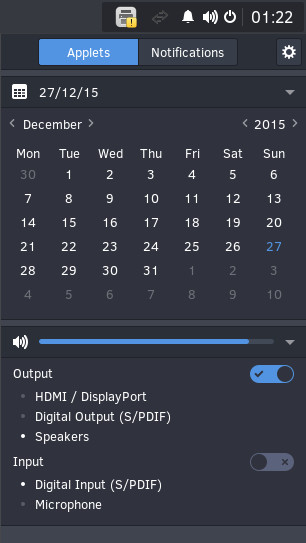 01:22
Applets Notifications
27/12/15
December 2015
Mon Tue Wed Thu Fri Sat Sun
30 1 2 3 4 5 6
7 8 9 10 11 12 13
14 15 16 17 18 19 20
21 22 23 24 25 26 27
28 29 30 31 1 2 3
4 5 6 7 8 9 10
Output
HDMI / DisplayPort
Digital Output (S/PDIF)
Speakers
Input
Digital Input (S/PDIF)
Microphone